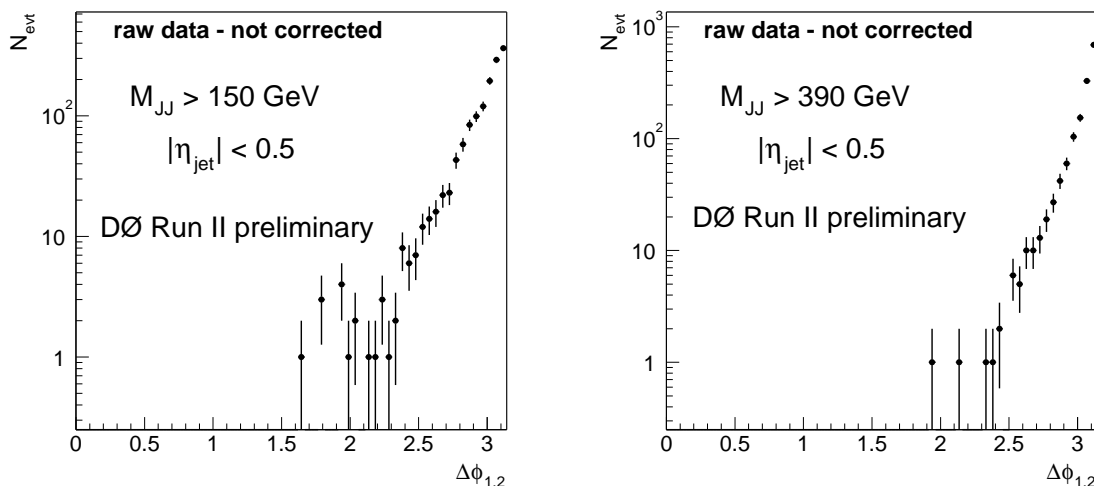 N_evt
raw data - not corrected
M_JJ > 150 GeV
|η_jet| < 0.5
DØ Run II preliminary
10^2
10
1
0 0.5 1 1.5 2 2.5 3
Δϕ_1,2
N_evt
raw data - not corrected
M_JJ > 390 GeV
|η_jet| < 0.5
DØ Run II preliminary
10^3
10^2
10
1
0 0.5 1 1.5 2 2.5 3
Δϕ_1,2